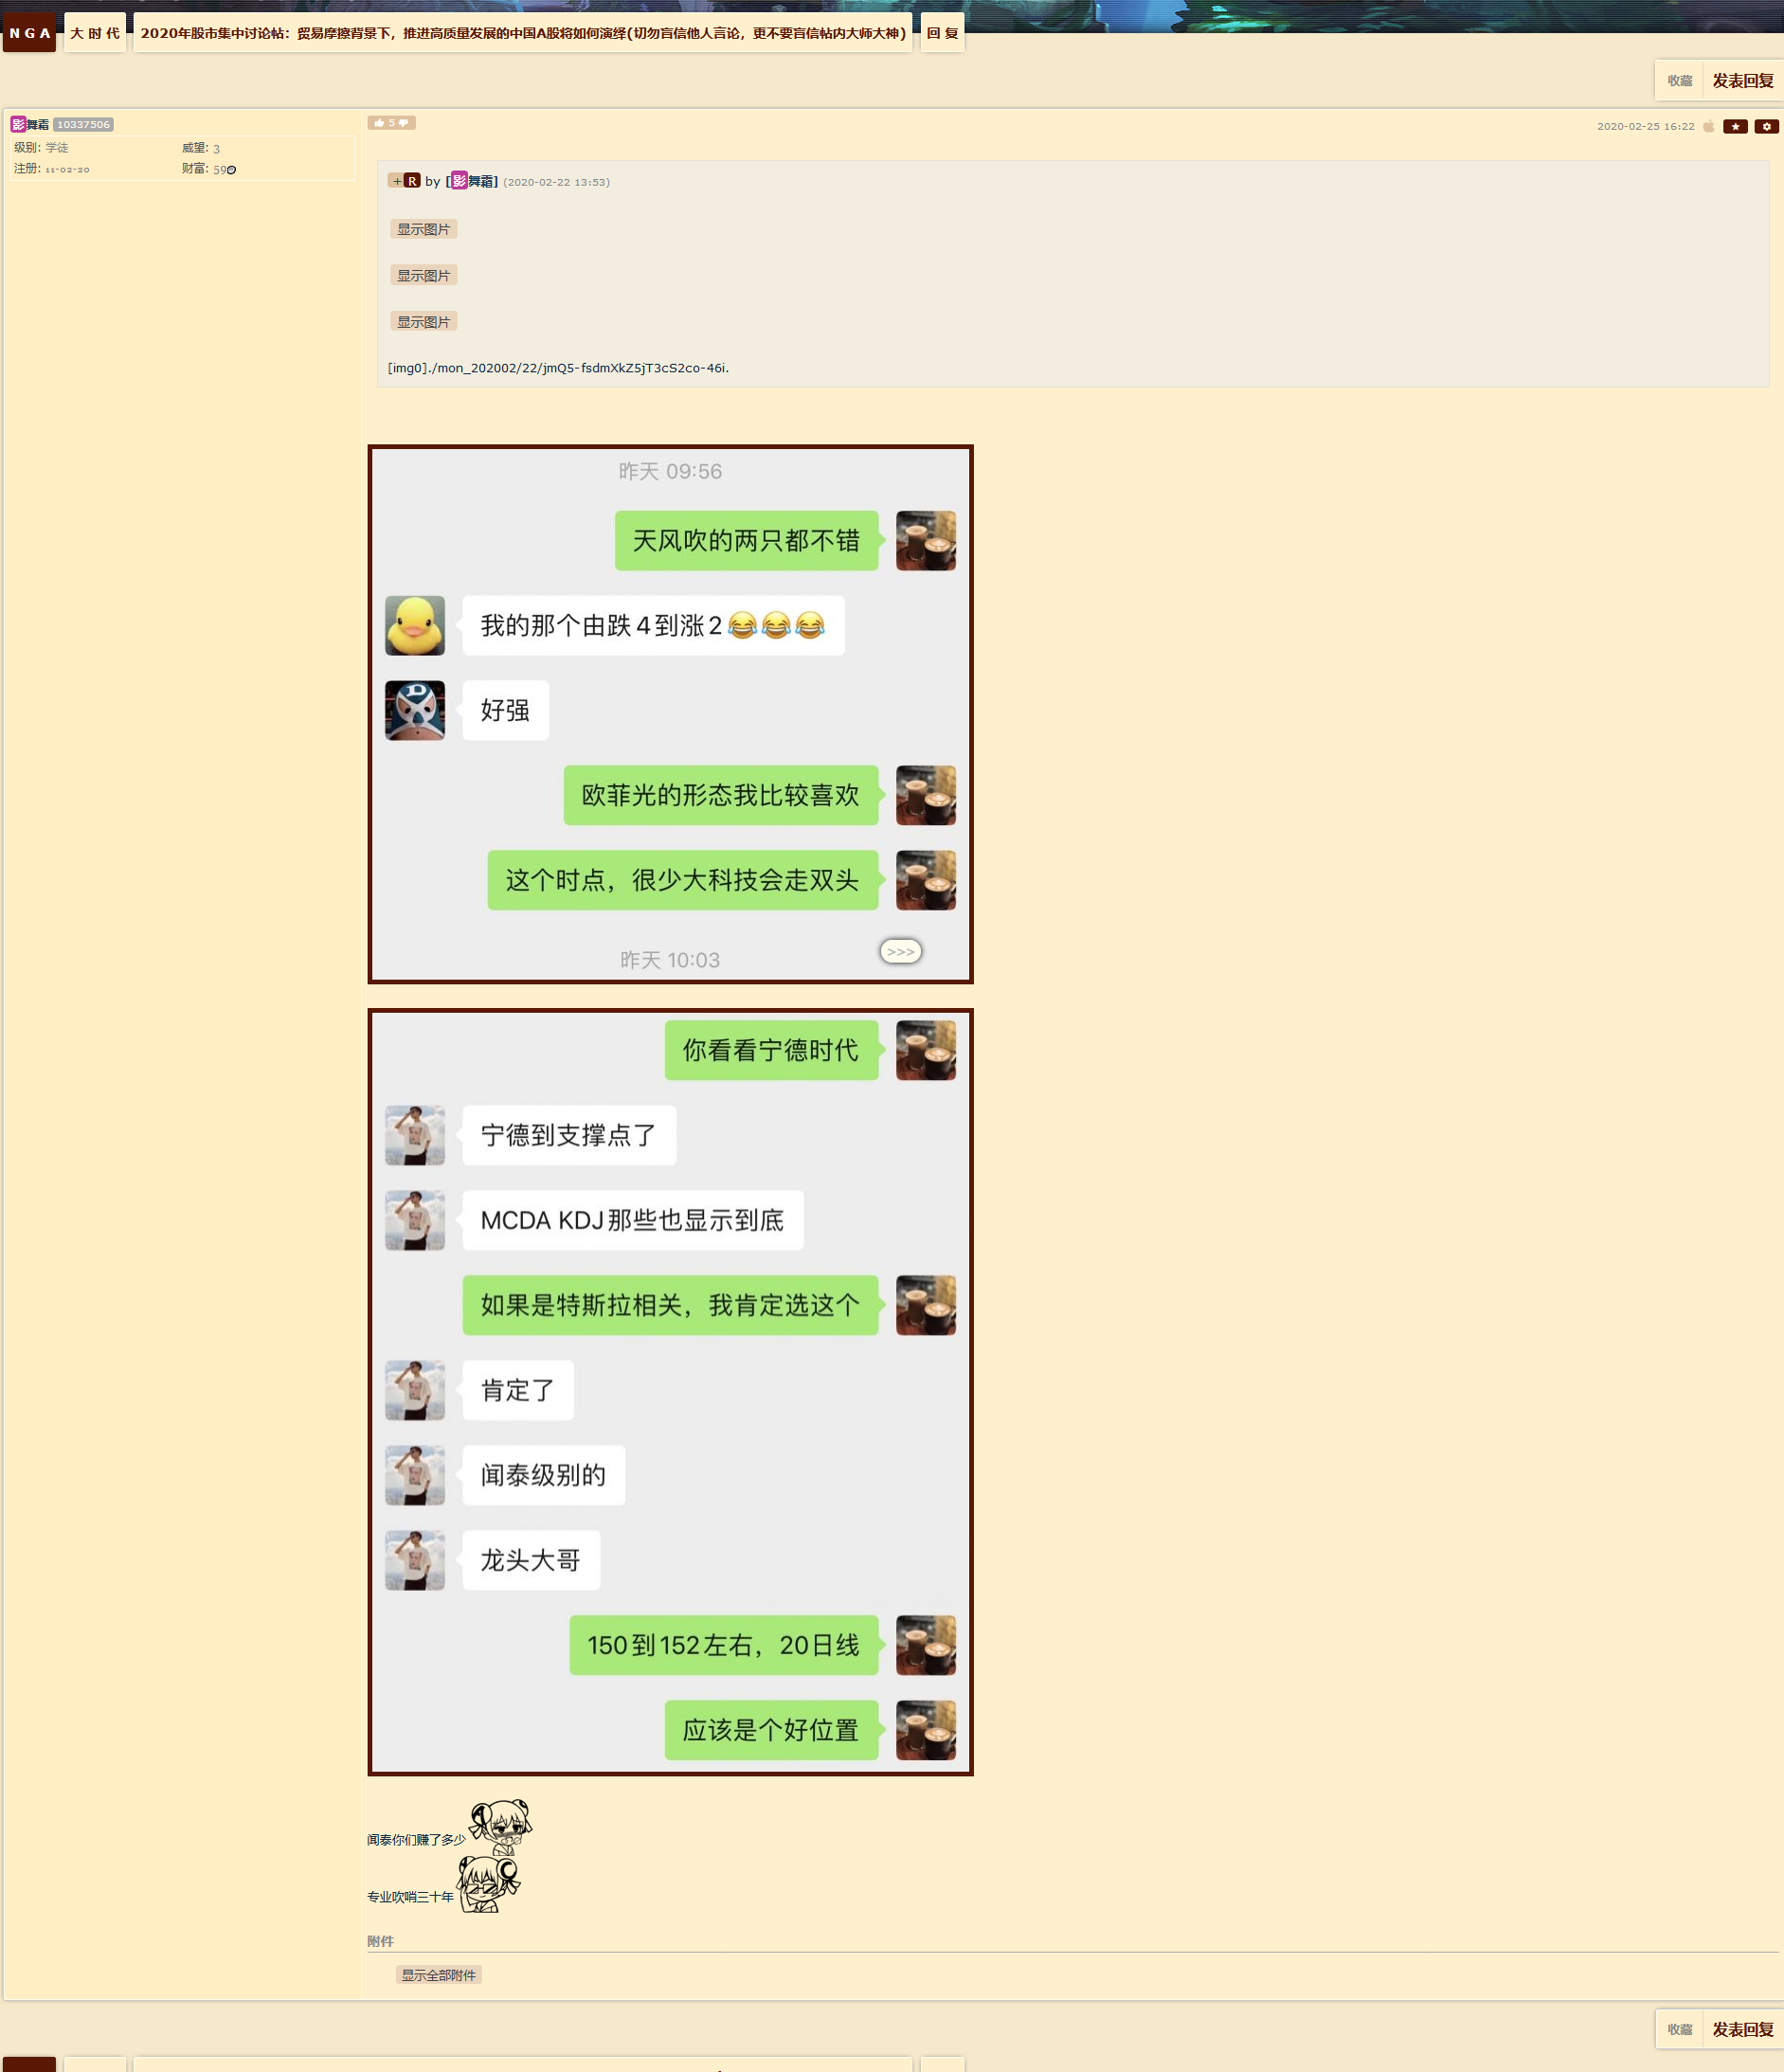 NGA
大时代
2020年股市集中讨论帖：贸易摩擦背景下，推进高质量发展的中国A股将如何演绎(切勿盲信他人言论，更不要盲信帖内大师大神)
回复
收藏
发表回复
影舞霜 10337506
级别: 学徒
威望: 3
注册: 11-02-20
财富: 59
5
2020-02-25 16:22
+ R by [影舞霜] (2020-02-22 13:53)
显示图片
显示图片
显示图片
[img0]./mon_202002/22/jmQ5-fsdmXkZ5jT3cS2co-46i.
昨天 09:56
天风吹的两只都不错
我的那个由跌4到涨2😂😂😂
D
好强
欧菲光的形态我比较喜欢
这个时点，很少大科技会走双头
昨天 10:03
>>>
你看看宁德时代
宁德到支撑点了
MCDA KDJ那些也显示到底
如果是特斯拉相关，我肯定选这个
肯定了
闻泰级别的
龙头大哥
150到152左右，20日线
应该是个好位置
闻泰你们赚了多少
专业吹哨三十年
附件
显示全部附件
收藏
发表回复